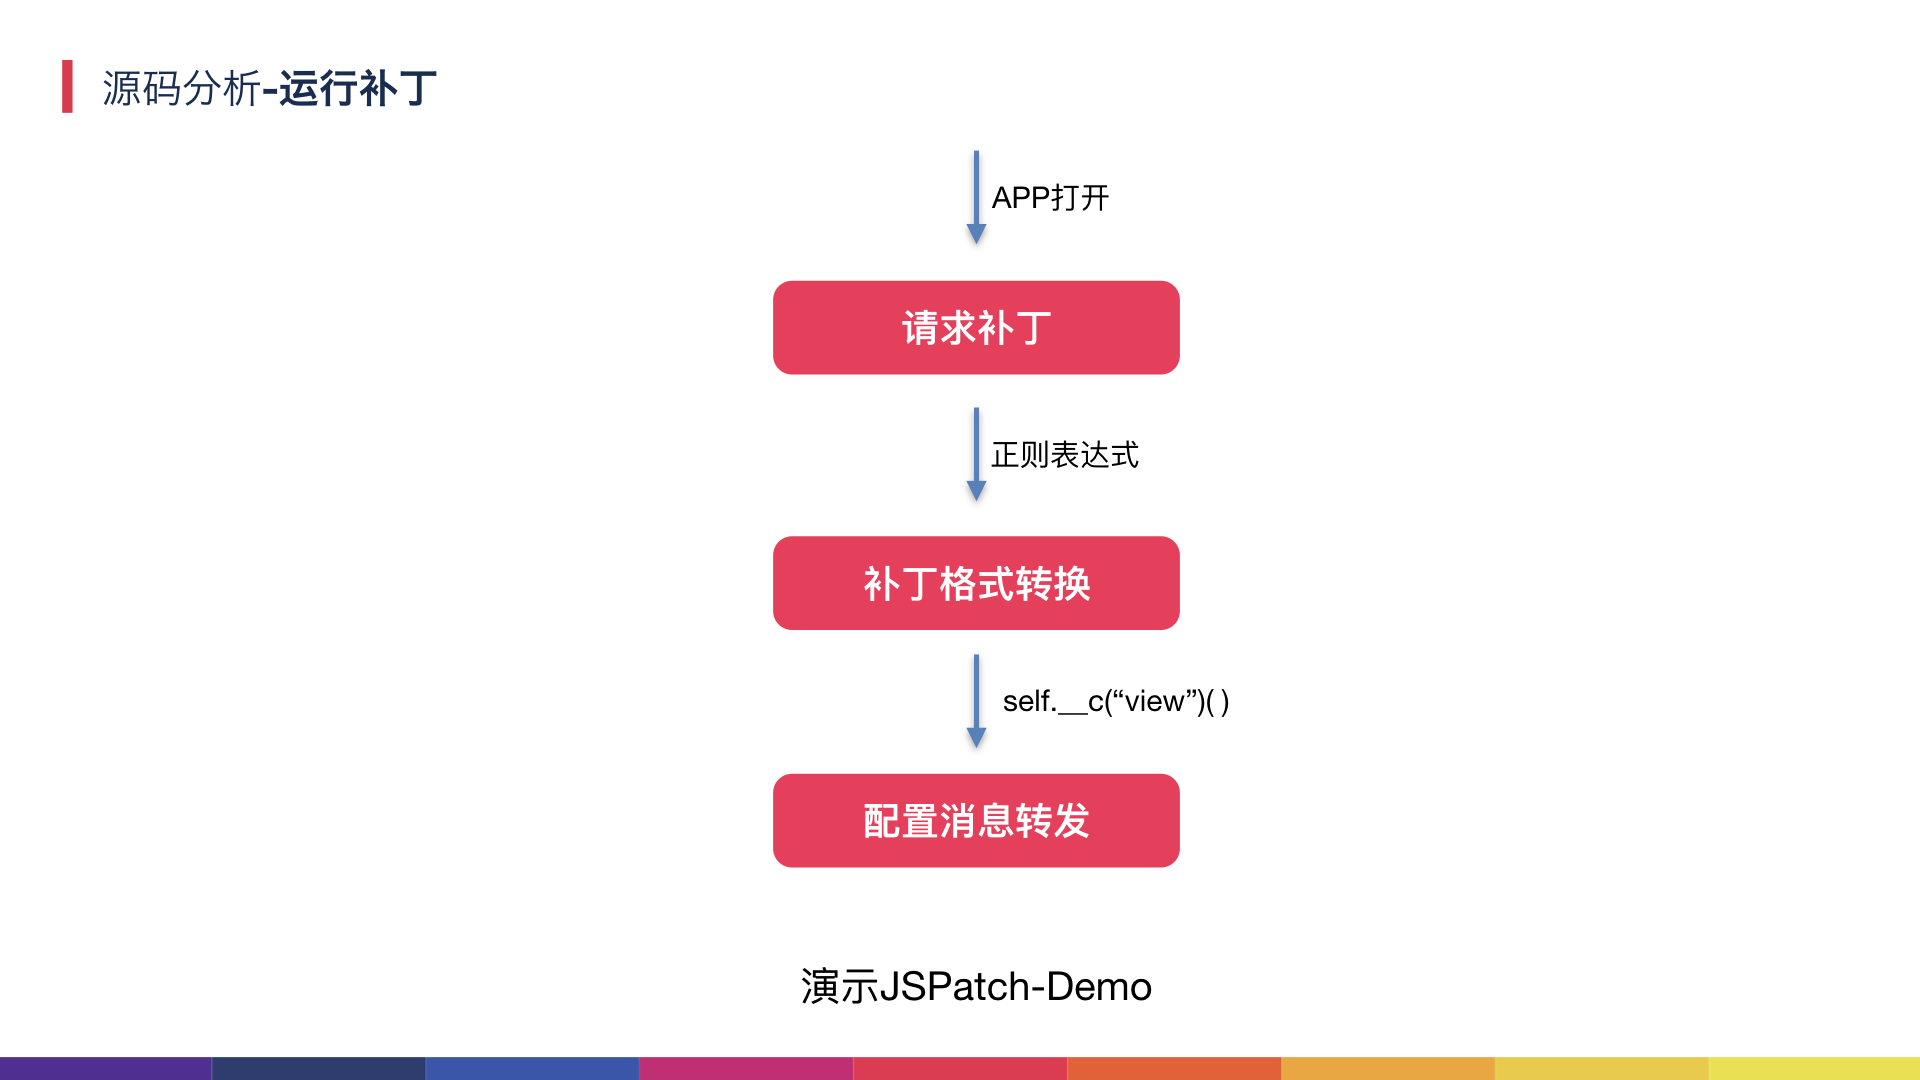 源码分析-运行补丁
APP打开
请求补丁
正则表达式
补丁格式转换
self.__c(“view”)( )
配置消息转发
演示JSPatch-Demo